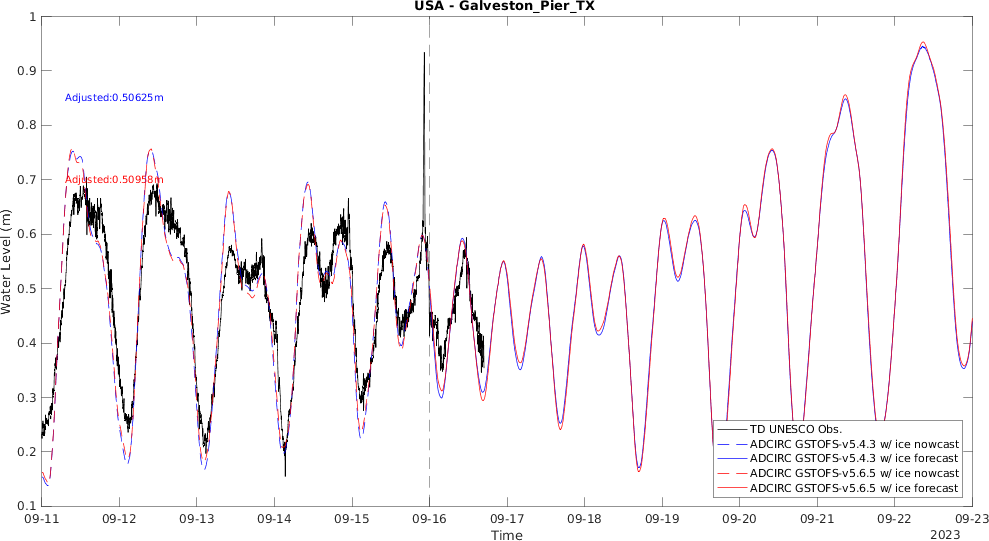 USA - Galveston_Pier_TX
1
0.9
0.8
0.7
0.6
0.5
0.4
0.3
0.2
0.1
Water Level (m)
Adjusted:0.50625m
Adjusted:0.50958m
TD UNESCO Obs.
ADCIRC GSTOFS-v5.4.3 w/ ice nowcast
ADCIRC GSTOFS-v5.4.3 w/ ice forecast
ADCIRC GSTOFS-v5.6.5 w/ ice nowcast
ADCIRC GSTOFS-v5.6.5 w/ ice forecast
09-11 09-12 09-13 09-14 09-15 09-16 09-17 09-18 09-19 09-20 09-21 09-22 09-23
Time
2023